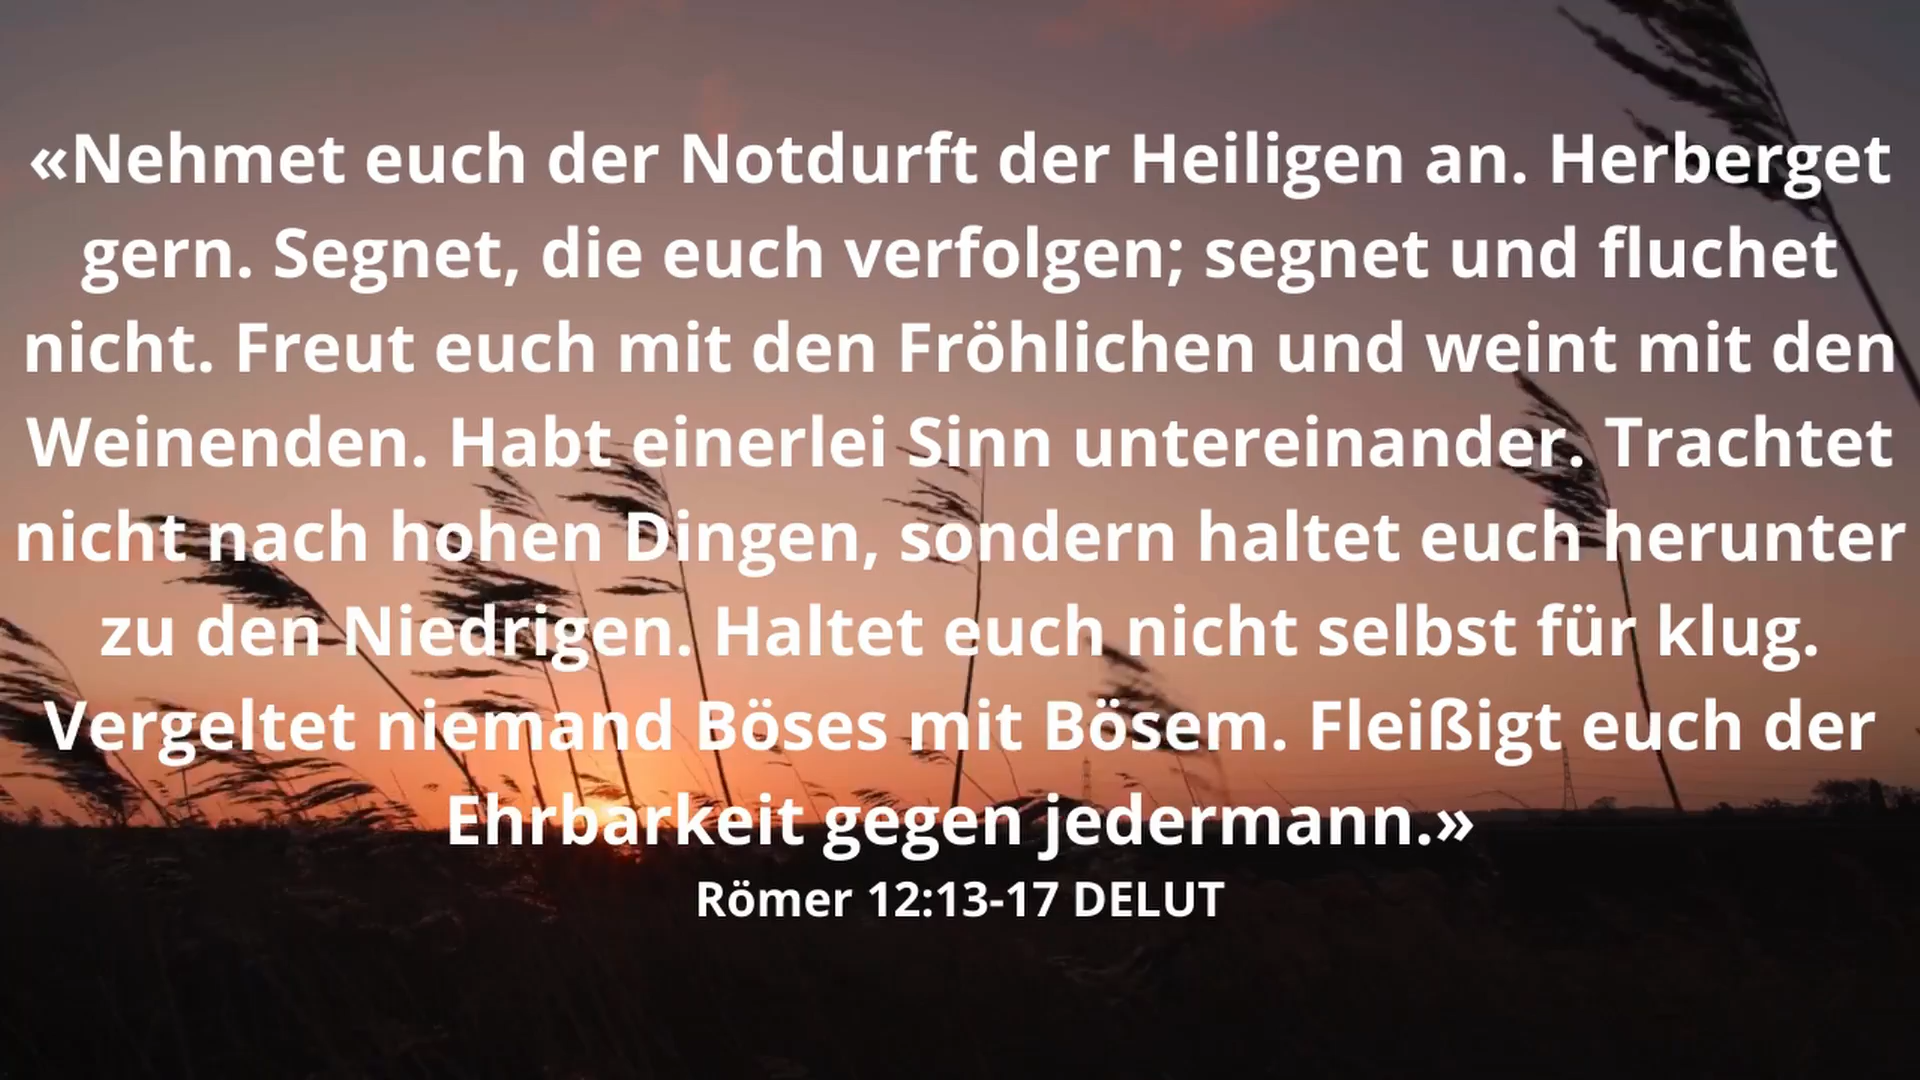 «Nehmet euch der Notdurft der Heiligen an. Herberget
gern. Segnet, die euch verfolgen; segnet und fluchet
nicht. Freut euch mit den Fröhlichen und weint mit den
Weinenden. Habt einerlei Sinn untereinander. Trachtet
nicht nach hohen Dingen, sondern haltet euch herunter
zu den Niedrigen. Haltet euch nicht selbst für klug.
Vergeltet niemand Böses mit Bösem. Fleißigt euch der
Ehrbarkeit gegen jedermann.»
Römer 12:13-17 DELUT